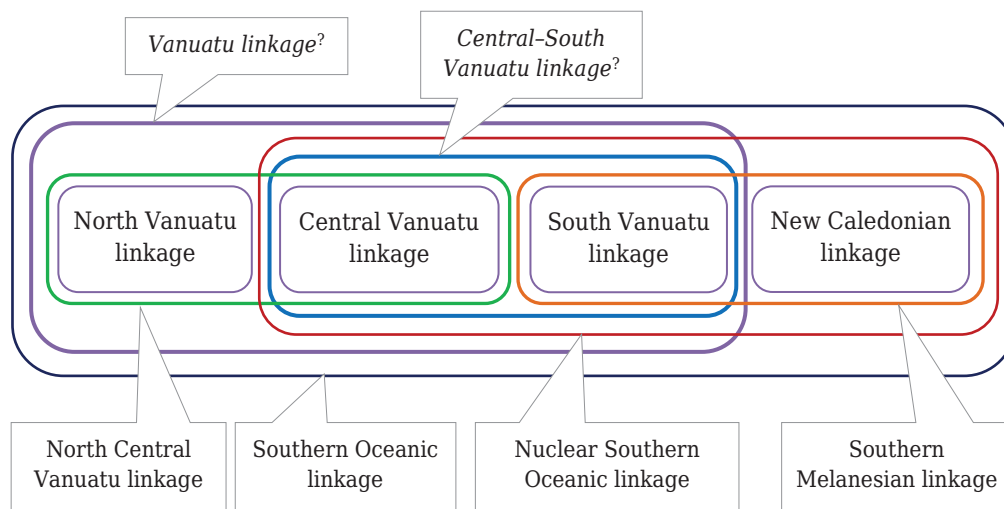 Vanuatu linkage?
Central–South
Vanuatu linkage?
North Vanuatu
linkage
Central Vanuatu
linkage
South Vanuatu
linkage
New Caledonian
linkage
North Central
Vanuatu linkage
Southern Oceanic
linkage
Nuclear Southern
Oceanic linkage
Southern
Melanesian linkage